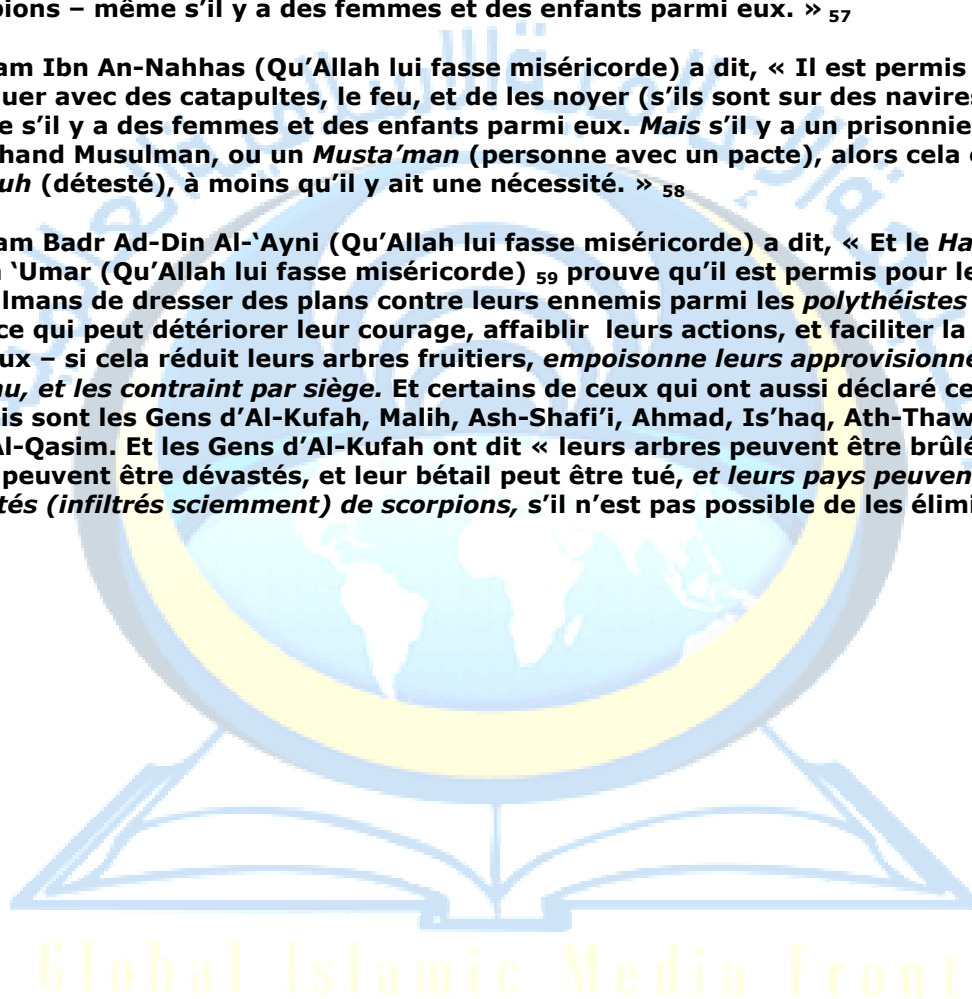 pions – même s’il y a des femmes et des enfants parmi eux. » 57
am Ibn An-Nahhas (Qu’Allah lui fasse miséricorde) a dit, « Il est permis
uer avec des catapultes, le feu, et de les noyer (s’ils sont sur des navires
e s’il y a des femmes et des enfants parmi eux. Mais s’il y a un prisonnie
hand Musulman, ou un Musta’man (personne avec un pacte), alors cela
uh (détesté), à moins qu’il y ait une nécessité. » 58
am Badr Ad-Din Al-‘Ayni (Qu’Allah lui fasse miséricorde) a dit, « Et le Ha
‘Umar (Qu’Allah lui fasse miséricorde) 59 prouve qu’il est permis pour le
ulmans de dresser des plans contre leurs ennemis parmi les polythéistes
ce qui peut détériorer leur courage, affaiblir leurs actions, et faciliter la
ux – si cela réduit leurs arbres fruitiers, empoisonne leurs approvisionne
au, et les contraint par siège. Et certains de ceux qui ont aussi déclaré ce
is sont les Gens d’Al-Kufah, Malih, Ash-Shafi’i, Ahmad, Is’haq, Ath-Thaw
Al-Qasim. Et les Gens d’Al-Kufah ont dit « leurs arbres peuvent être brûlé
peuvent être dévastés, et leur bétail peut être tué, et leurs pays peuven
tés (infiltrés sciemment) de scorpions, s’il n’est pas possible de les élimi
Global Islamic Media Front